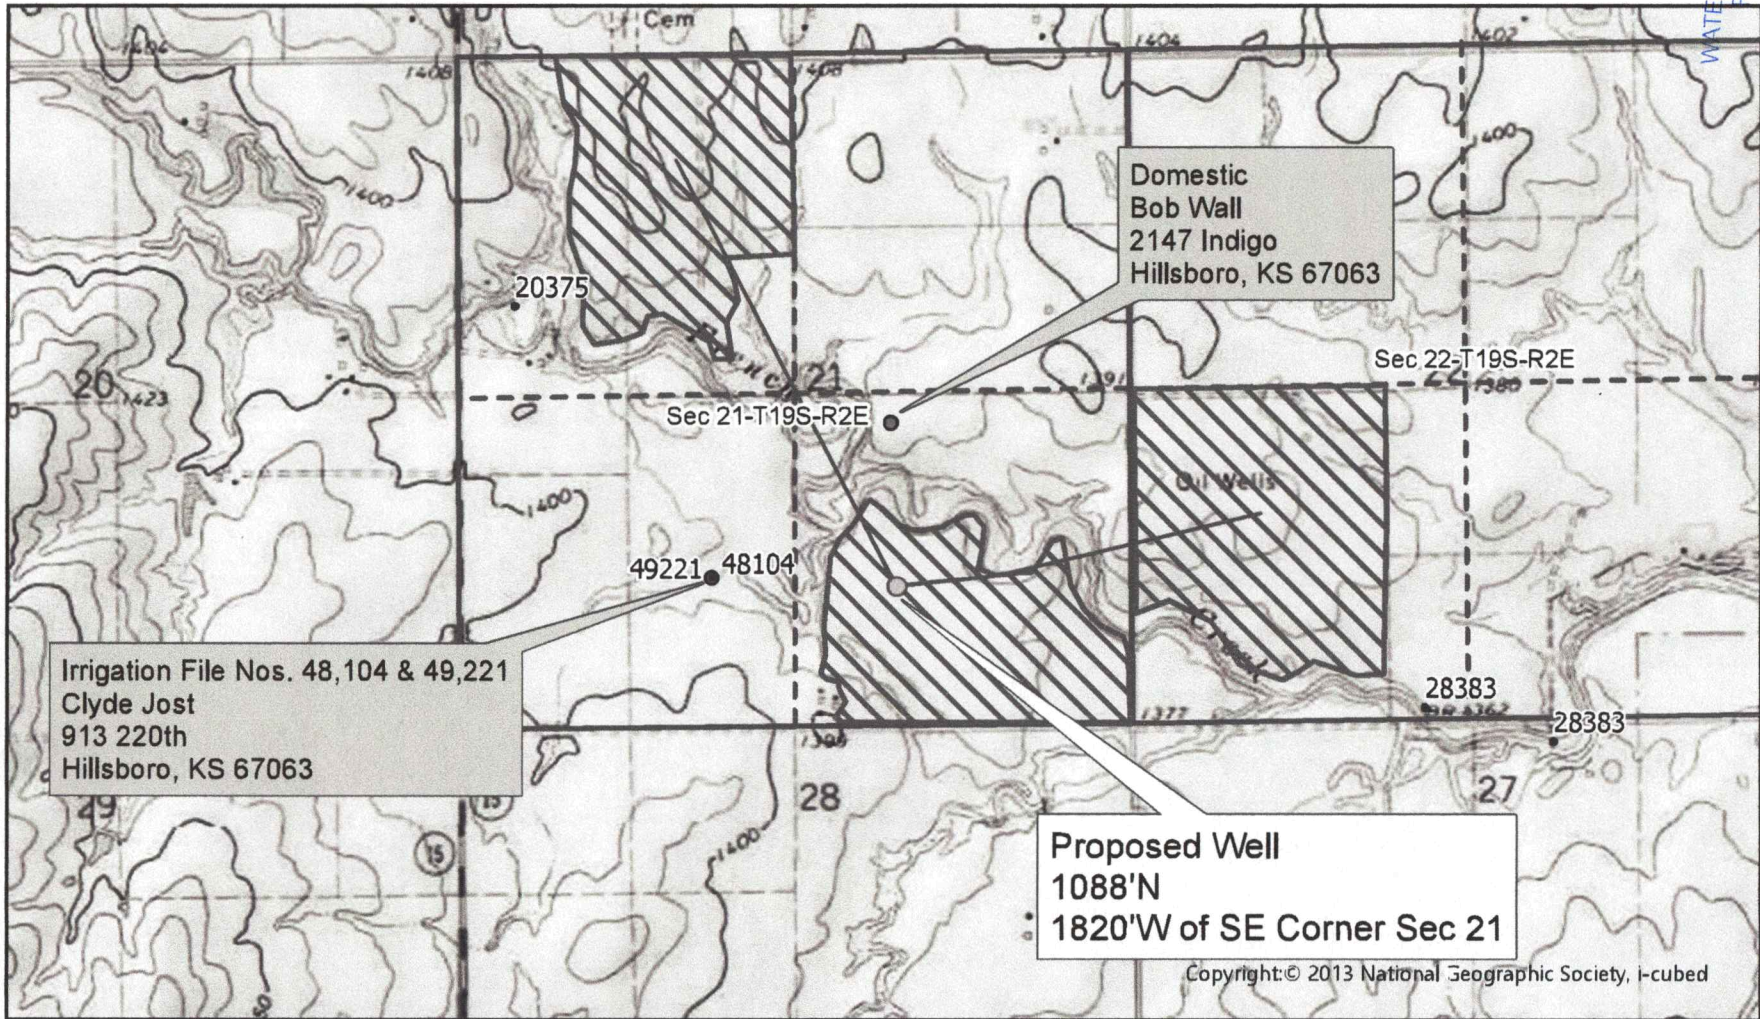 WATE
Cem
1404
1408
1408
1404
1402
1400
1400
Domestic
Bob Wall
2147 Indigo
Hillsboro, KS 67063
20375
20
1423
21
1391
Sec 22-T19S-R2E
22
1380
Sec 21-T19S-R2E
Oil Wells
1400
49221
48104
Creek
Irrigation File Nos. 48,104 & 49,221
Clyde Jost
913 220th
Hillsboro, KS 67063
28383
1377
28383
29
15
28
27
15
1400
Proposed Well
1088'N
1820'W of SE Corner Sec 21
Copyright:© 2013 National Geographic Society, i-cubed